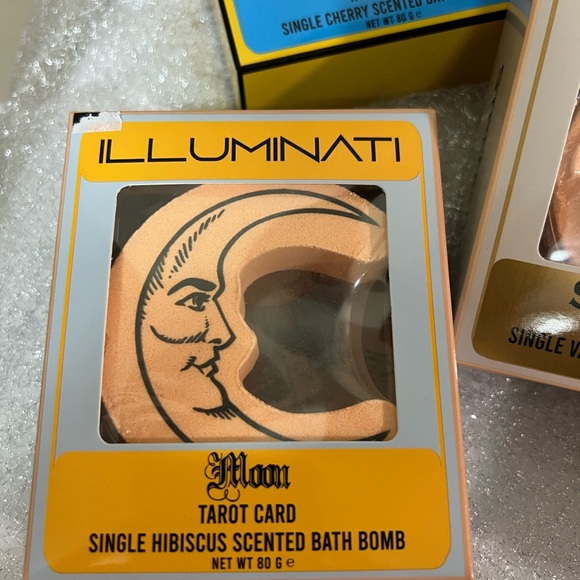 SINGLE CHERRY SCENTED
NET WT 80 G e
ILLUMINATI
Moon
TAROT CARD
SINGLE HIBISCUS SCENTED BATH BOMB
NET WT 80 G e
SINGLE